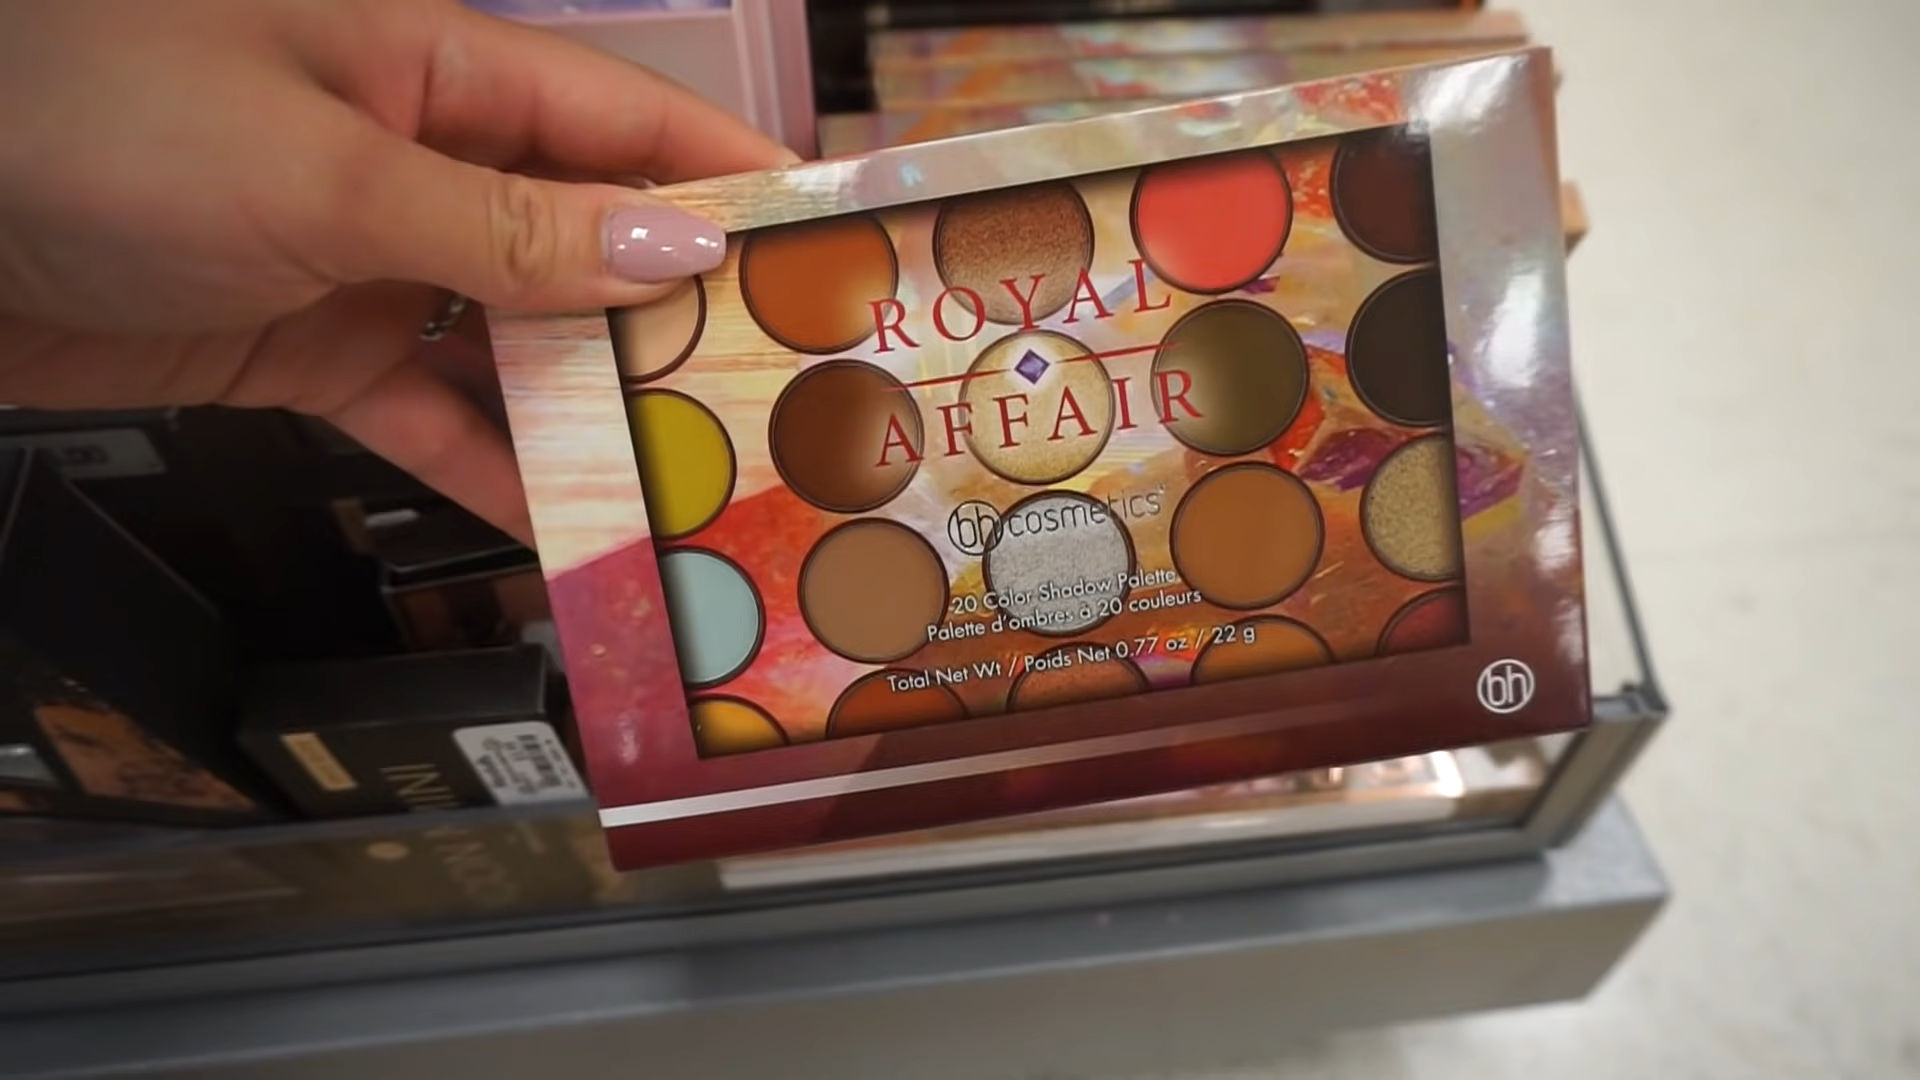 ROYAL
AFFAIR
bh cosmetics
20 Color Shadow Palette
Palette d'ombres à 20 couleurs
Total Net Wt / Poids Net 0.77 oz / 22 g
bh